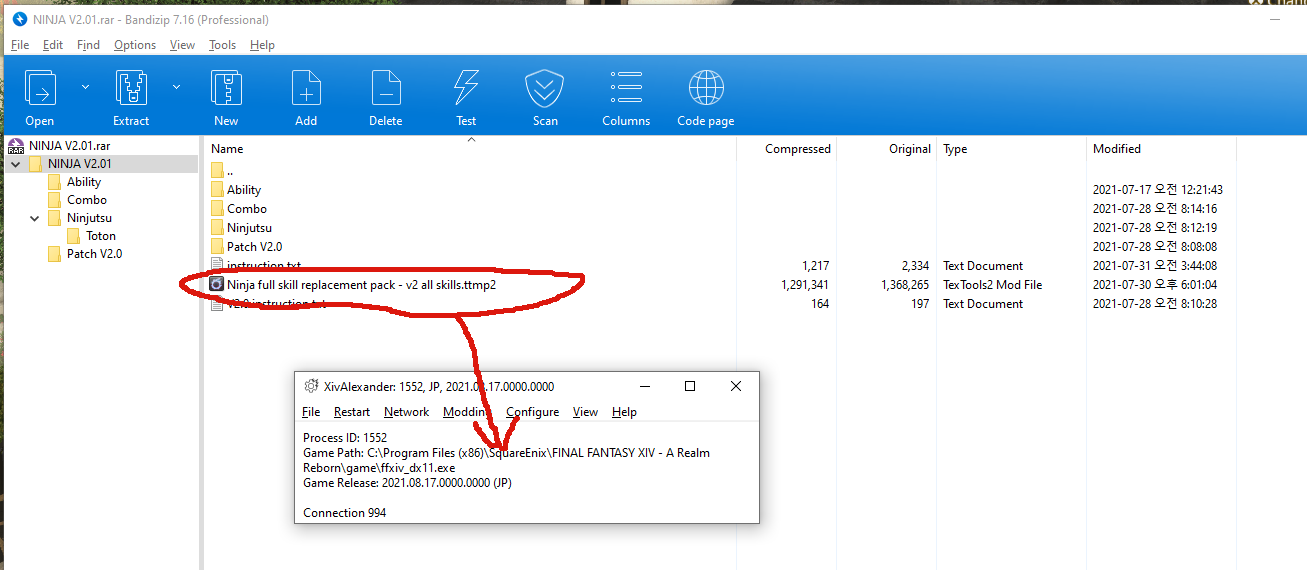 NINJA V2.01.rar - Bandizip 7.16 (Professional)
File Edit Find Options View Tools Help
Open Extract New Add Delete Test Scan Columns Code page
RAR NINJA V2.01.rar
NINJA V2.01
Ability
Combo
Ninjutsu
Toton
Patch V2.0
Name Compressed Original Type Modified
..
Ability 2021-07-17 오전 12:21:43
Combo 2021-07-28 오전 8:14:16
Ninjutsu 2021-07-28 오전 8:12:19
Patch V2.0 2021-07-28 오전 8:08:08
instruction.txt 1,217 2,334 Text Document 2021-07-31 오전 3:44:08
Ninja full skill replacement pack - v2 all skills.ttmp2 1,291,341 1,368,265 TexTools2 Mod File 2021-07-30 오후 6:01:04
V2.0 instruction.txt 164 197 Text Document 2021-07-28 오전 8:10:28
XivAlexander: 1552, JP, 2021.08.17.0000.0000
File Restart Network Modding Configure View Help
Process ID: 1552
Game Path: C:\Program Files (x86)\SquareEnix\FINAL FANTASY XIV - A Realm
Reborn\game\ffxiv_dx11.exe
Game Release: 2021.08.17.0000.0000 (JP)
Connection 994